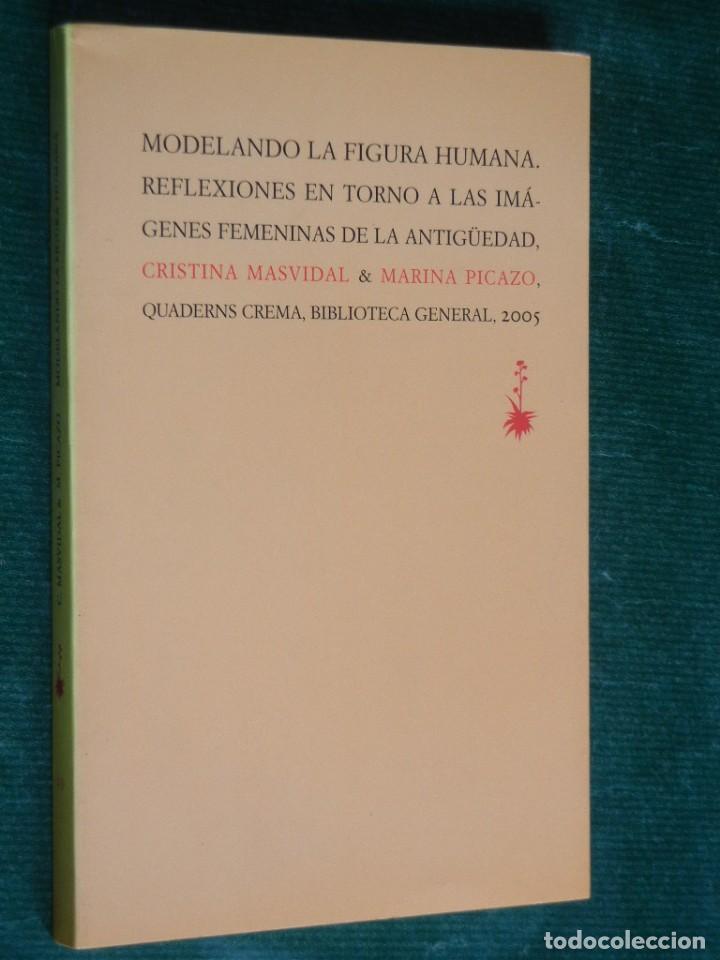 MODELANDO LA FIGURA HUMANA.
REFLEXIONES EN TORNO A LAS IMÁ-
GENES FEMENINAS DE LA ANTIGÜEDAD,
CRISTINA MASVIDAL & MARINA PICAZO,
QUADERNS CREMA, BIBLIOTECA GENERAL, 2005
C. MASVIDAL & M. PICAZO
todocoleccion